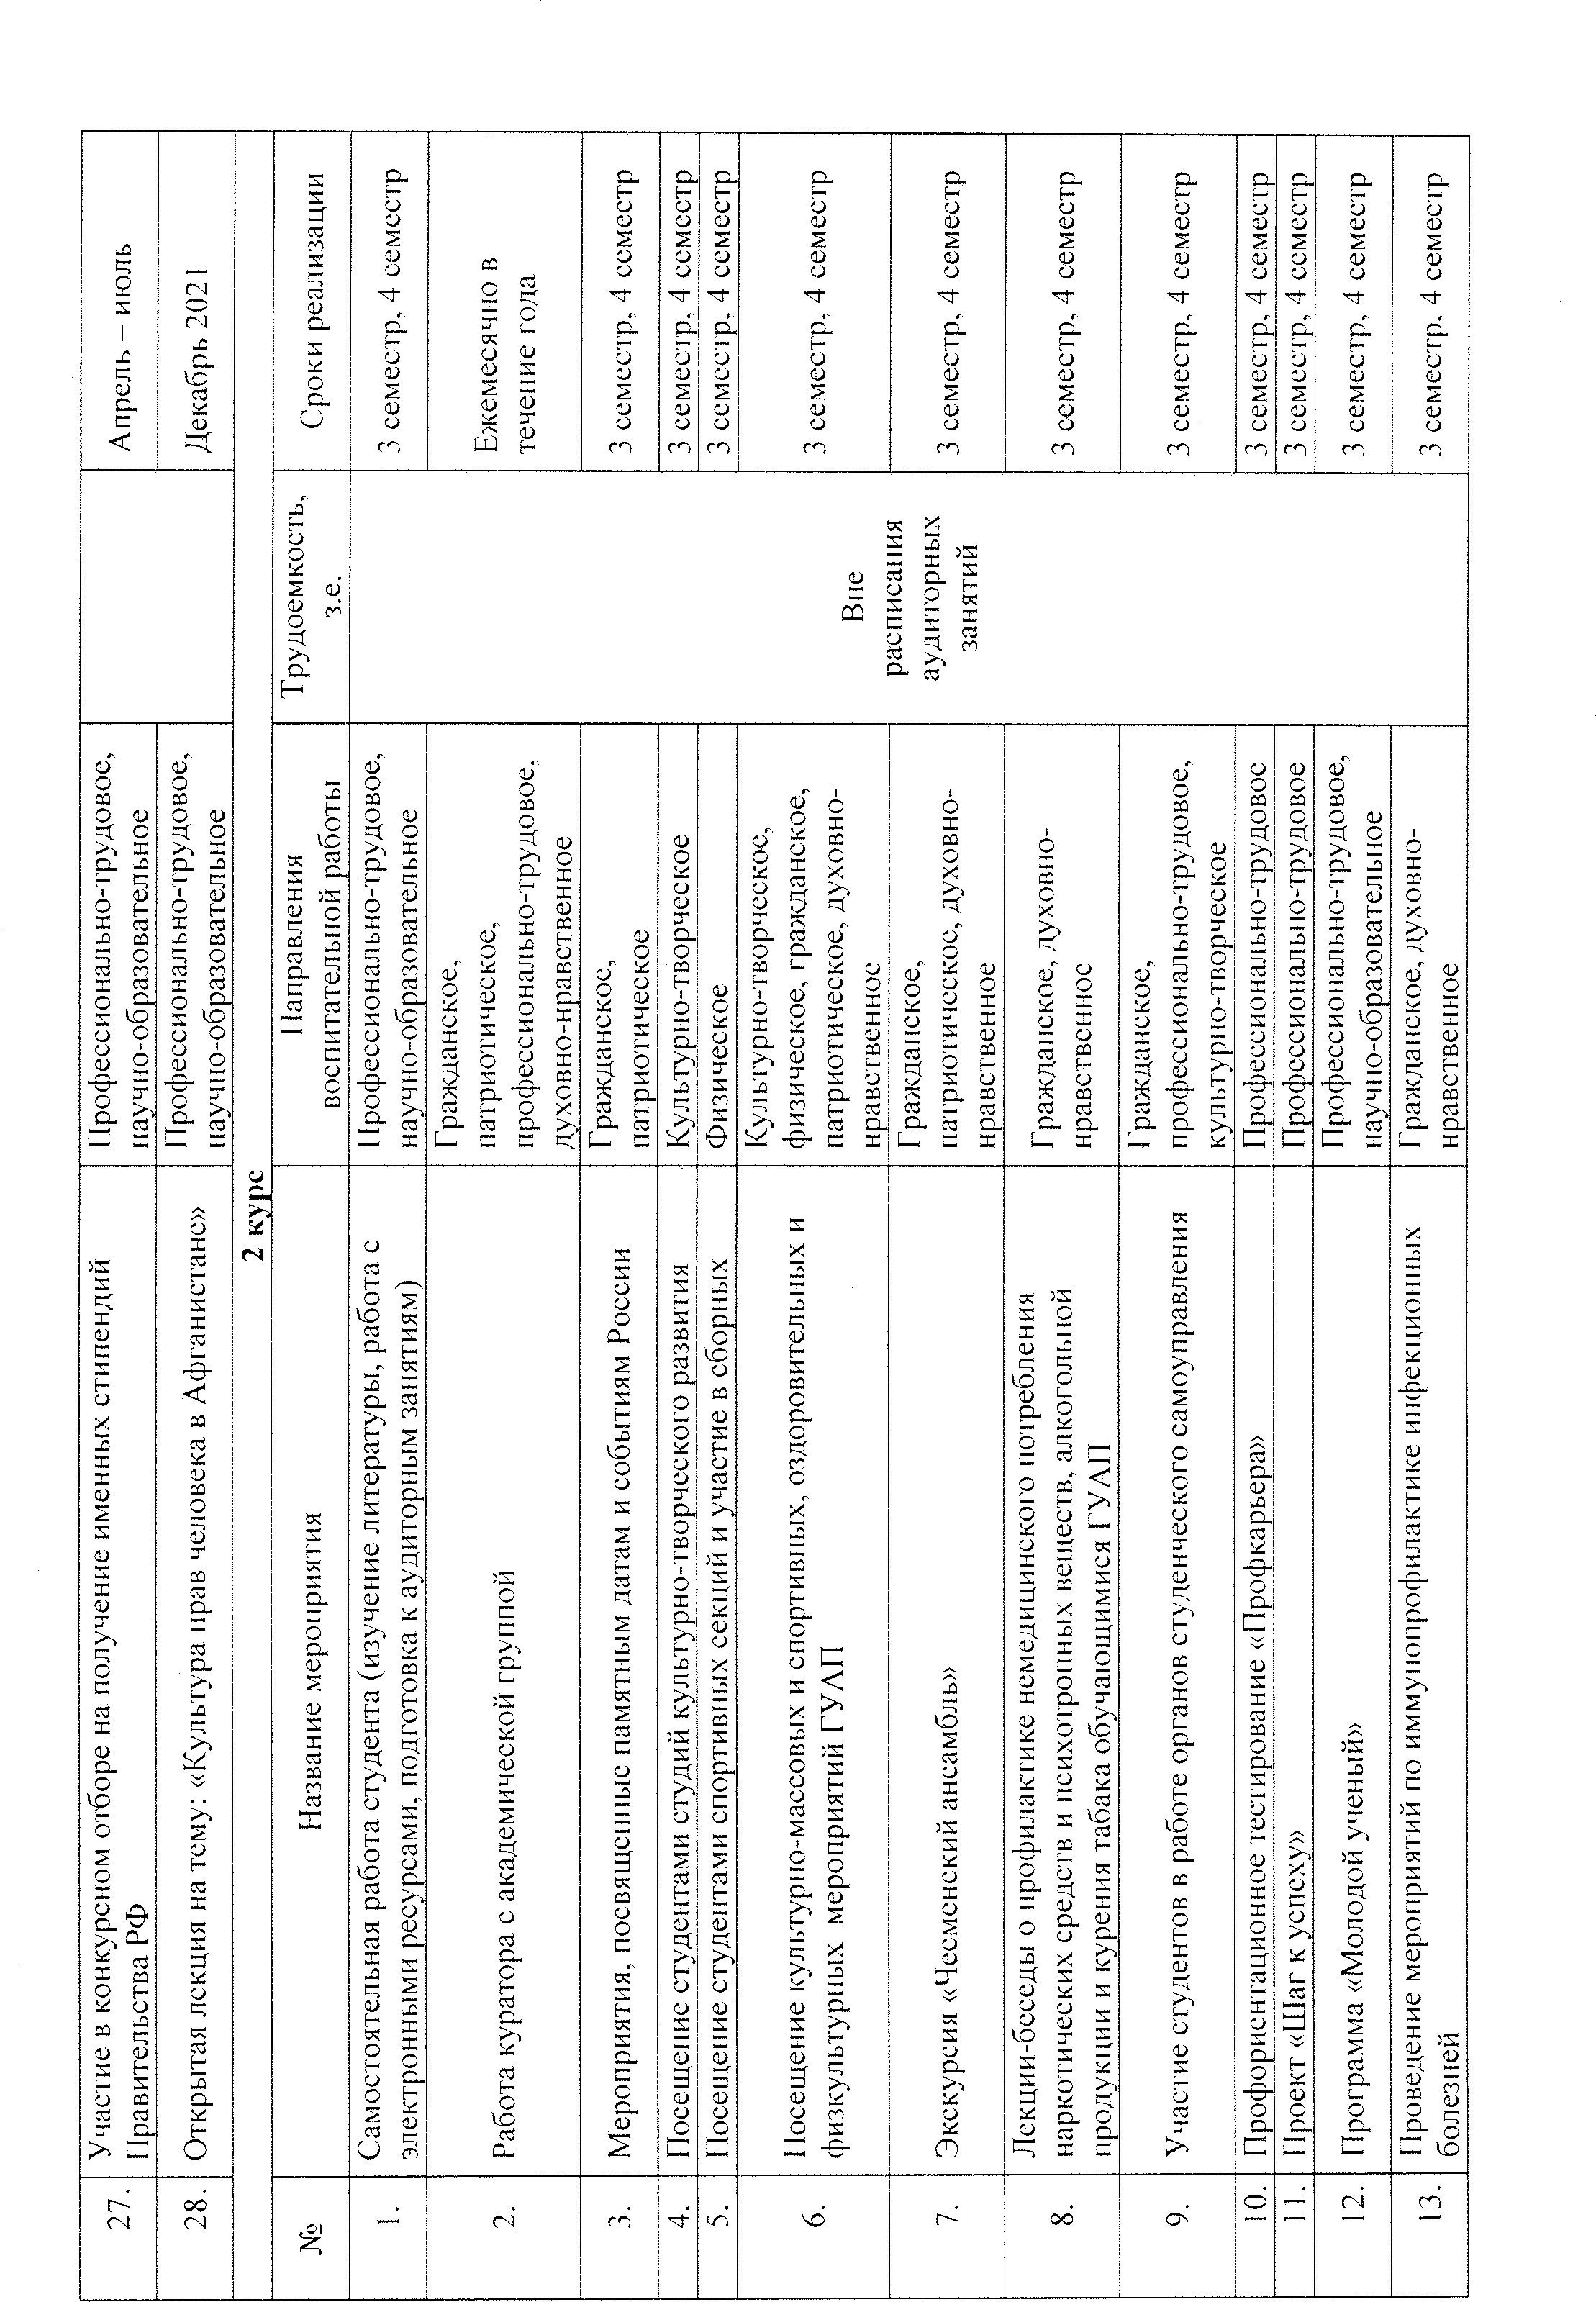 27.
Участие в конкурсном отборе на получение именных стипендий
Правительства РФ
Профессионально-трудовое,
научно-образовательное
Апрель – июль
28.
Открытая лекция на тему: «Культура прав человека в Афганистане»
Профессионально-трудовое,
научно-образовательное
Декабрь 2021
2 курс
№
Название мероприятия
Направления
воспитательной работы
Трудоемкость,
з.е.
Сроки реализации
1.
Самостоятельная работа студента (изучение литературы, работа с
электронными ресурсами, подготовка к аудиторным занятиям)
Профессионально-трудовое,
научно-образовательное
Вне
расписания
аудиторных
занятий
3 семестр, 4 семестр
2.
Работа куратора с академической группой
Гражданское,
патриотическое,
профессионально-трудовое,
духовно-нравственное
Ежемесячно в
течение года
3.
Мероприятия, посвященные памятным датам и событиям России
Гражданское,
патриотическое
3 семестр, 4 семестр
4.
Посещение студентами студий культурно-творческого развития
Культурно-творческое
3 семестр, 4 семестр
5.
Посещение студентами спортивных секций и участие в сборных
Физическое
3 семестр, 4 семестр
6.
Посещение культурно-массовых и спортивных, оздоровительных и
физкультурных мероприятий ГУАП
Культурно-творческое,
физическое, гражданское,
патриотическое, духовно-
нравственное
3 семестр, 4 семестр
7.
Экскурсия «Чесменский ансамбль»
Гражданское,
патриотическое, духовно-
нравственное
3 семестр, 4 семестр
8.
Лекции-беседы о профилактике немедицинского потребления
наркотических средств и психотропных веществ, алкогольной
продукции и курения табака обучающимися ГУАП
Гражданское, духовно-
нравственное
3 семестр, 4 семестр
9.
Участие студентов в работе органов студенческого самоуправления
Гражданское,
профессионально-трудовое,
культурно-творческое
3 семестр, 4 семестр
10.
Профориентационное тестирование «Профкарьера»
Профессионально-трудовое
3 семестр, 4 семестр
11.
Проект «Шаг к успеху»
Профессионально-трудовое
3 семестр, 4 семестр
12.
Программа «Молодой ученый»
Профессионально-трудовое,
научно-образовательное
3 семестр, 4 семестр
13.
Проведение мероприятий по иммунопрофилактике инфекционных
болезней
Гражданское, духовно-
нравственное
3 семестр, 4 семестр